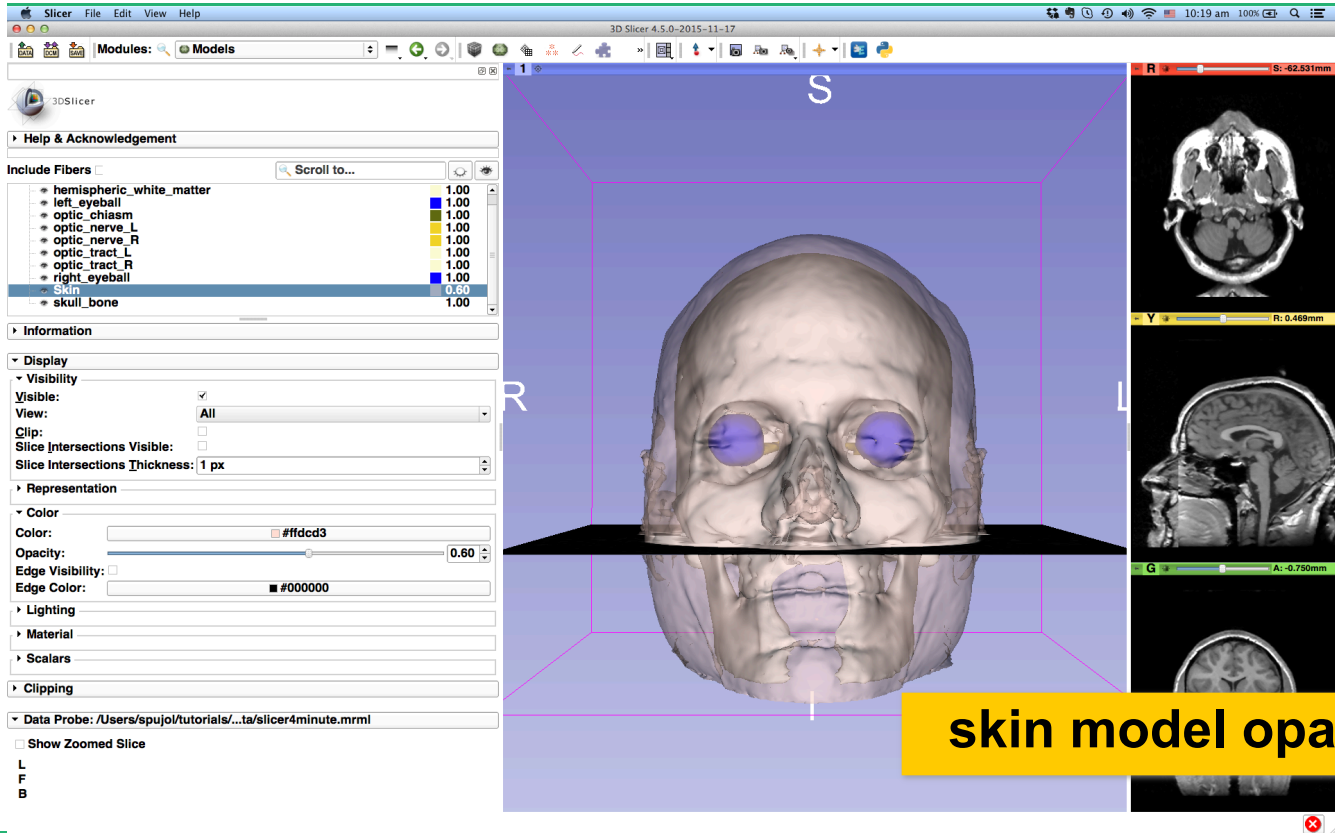 Slicer File Edit View Help 10:19 am 100%
3D Slicer 4.5.0-2015-11-17
DATA DCM SAVE Modules: Models
1
3DSlicer
Help & Acknowledgement
Include Fibers Scroll to...
hemispheric_white_matter 1.00
left_eyeball 1.00
optic_chiasm 1.00
optic_nerve_L 1.00
optic_nerve_R 1.00
optic_tract_L 1.00
optic_tract_R 1.00
right_eyeball 1.00
Skin 0.60
skull_bone 1.00
Information
Display
Visibility
Visible:
View: All
Clip:
Slice Intersections Visible:
Slice Intersections Thickness: 1 px
Representation
Color
Color: #ffdcd3
Opacity: 0.60
Edge Visibility:
Edge Color: #000000
Lighting
Material
Scalars
Clipping
Data Probe: /Users/spujol/tutorials/...ta/slicer4minute.mrml
Show Zoomed Slice
L
F
B
S
R
L
I
R S: -62.531mm
Y R: 0.469mm
G A: -0.750mm
skin model opa